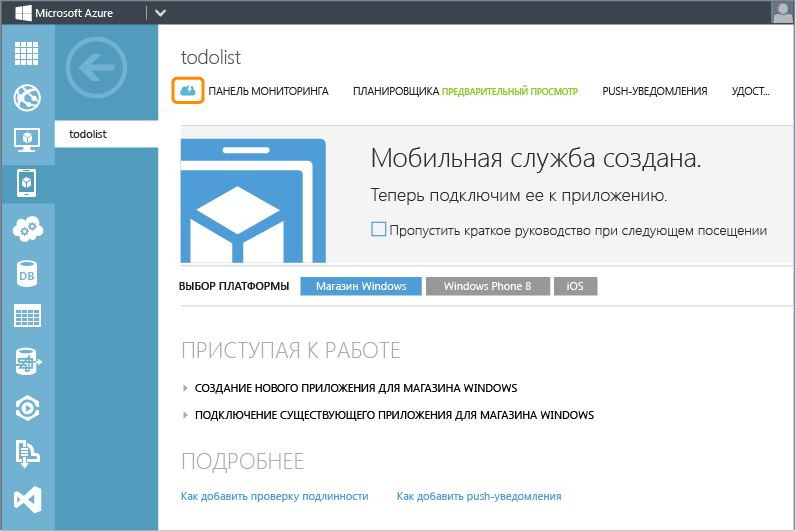 Microsoft Azure
todolist
ПАНЕЛЬ МОНИТОРИНГА ПЛАНИРОВЩИКА ПРЕДВАРИТЕЛЬНЫЙ ПРОСМОТР PUSH-УВЕДОМЛЕНИЯ УДОСТ...
todolist
Мобильная служба создана.
Теперь подключим ее к приложению.
Пропустить краткое руководство при следующем посещении
DB
ВЫБОР ПЛАТФОРМЫ Магазин Windows Windows Phone 8 iOS
ПРИСТУПАЯ К РАБОТЕ
СОЗДАНИЕ НОВОГО ПРИЛОЖЕНИЯ ДЛЯ МАГАЗИНА WINDOWS
ПОДКЛЮЧЕНИЕ СУЩЕСТВУЮЩЕГО ПРИЛОЖЕНИЯ ДЛЯ МАГАЗИНА WINDOWS
ПОДРОБНЕЕ
Как добавить проверку подлинности Как добавить push-уведомления